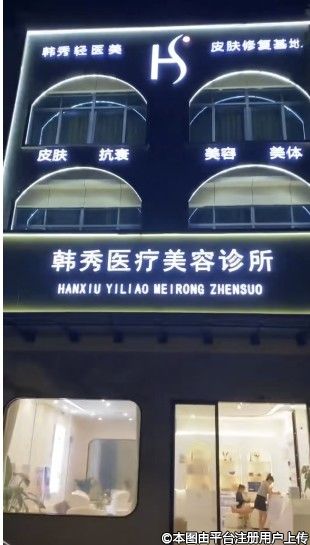 韩秀轻医美 HS 皮肤修复基地
皮肤 抗衰 美容 美体
韩秀医疗美容诊所
HANXIU YILIAO MEIRONG ZHENSUO
©本图由平台注册用户上传